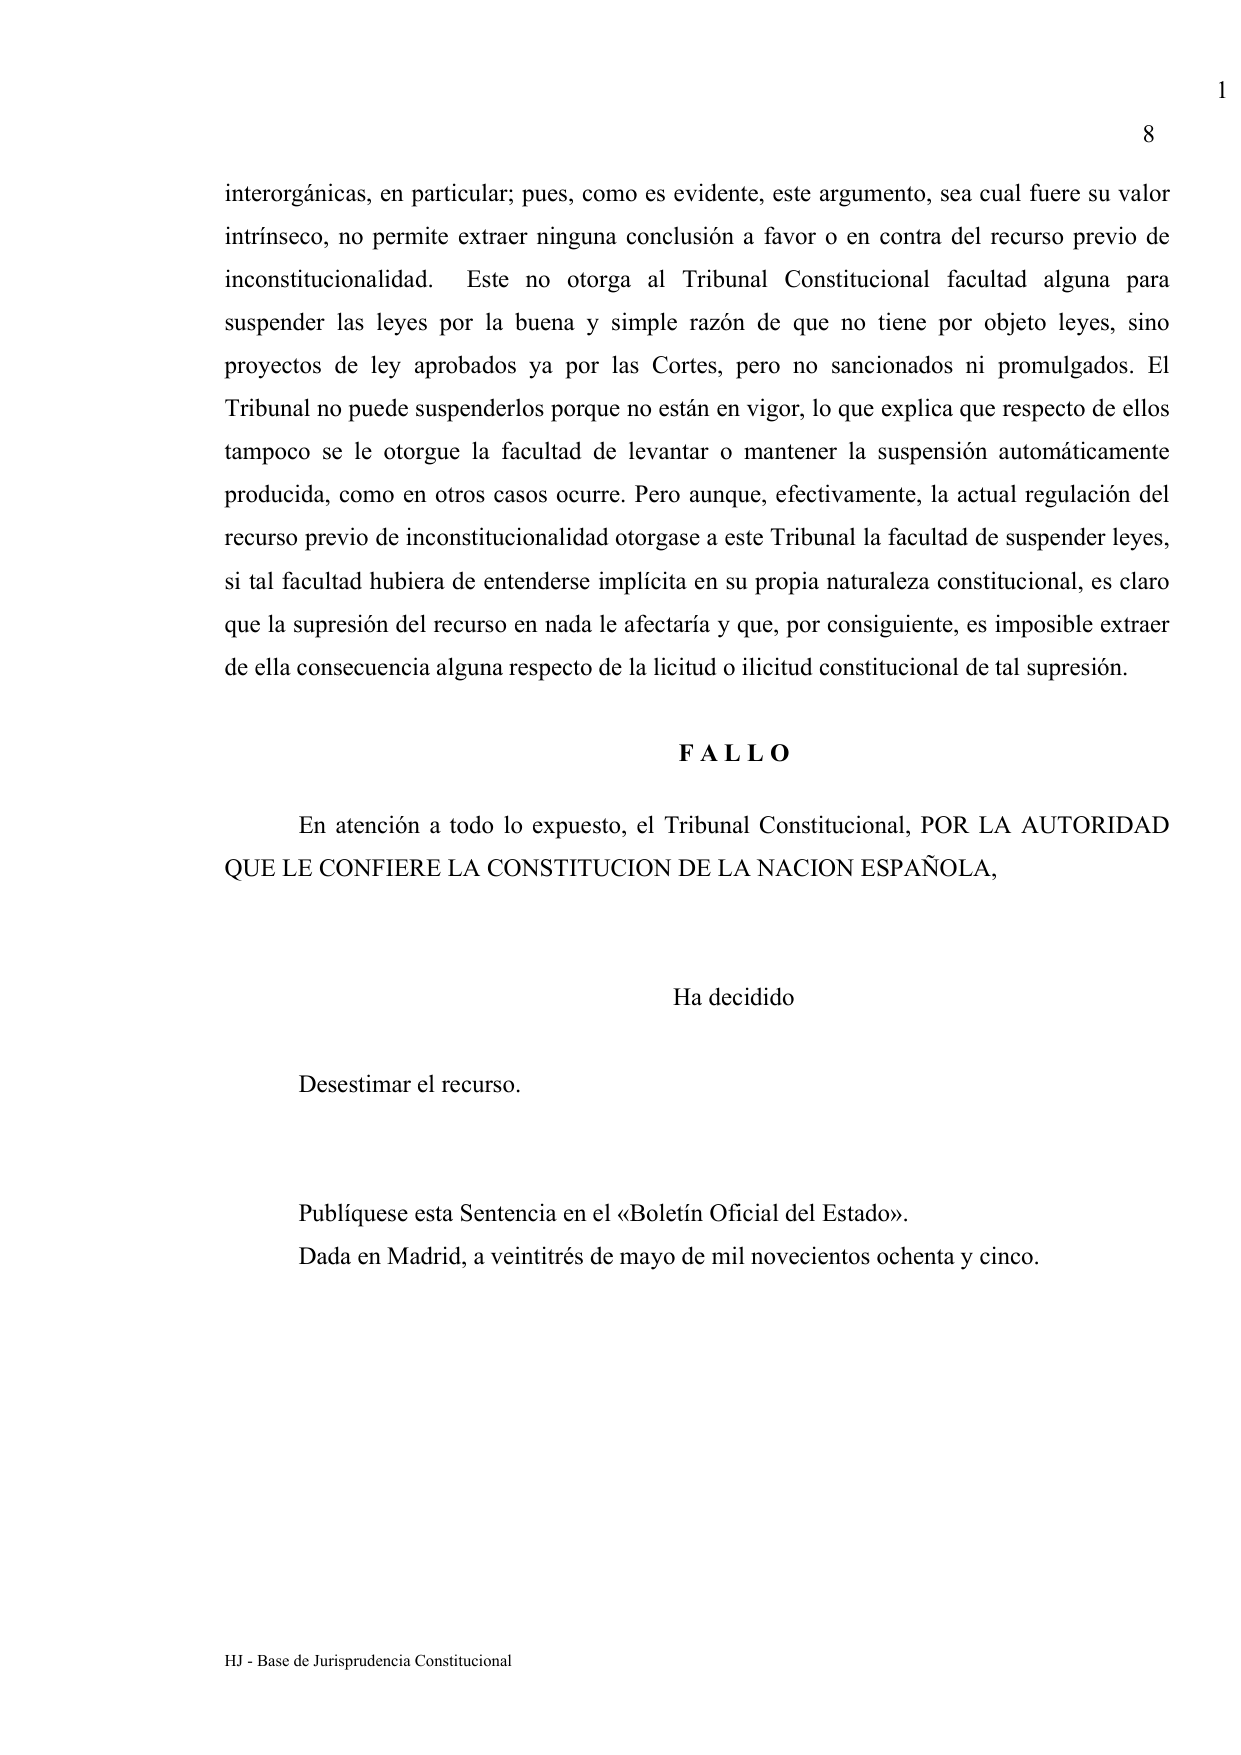 1
8
interorgánicas, en particular; pues, como es evidente, este argumento, sea cual fuere su valor
intrínseco, no permite extraer ninguna conclusión a favor o en contra del recurso previo de
inconstitucionalidad. Este no otorga al Tribunal Constitucional facultad alguna para
suspender las leyes por la buena y simple razón de que no tiene por objeto leyes, sino
proyectos de ley aprobados ya por las Cortes, pero no sancionados ni promulgados. El
Tribunal no puede suspenderlos porque no están en vigor, lo que explica que respecto de ellos
tampoco se le otorgue la facultad de levantar o mantener la suspensión automáticamente
producida, como en otros casos ocurre. Pero aunque, efectivamente, la actual regulación del
recurso previo de inconstitucionalidad otorgase a este Tribunal la facultad de suspender leyes,
si tal facultad hubiera de entenderse implícita en su propia naturaleza constitucional, es claro
que la supresión del recurso en nada le afectaría y que, por consiguiente, es imposible extraer
de ella consecuencia alguna respecto de la licitud o ilicitud constitucional de tal supresión.
F A L L O
En atención a todo lo expuesto, el Tribunal Constitucional, POR LA AUTORIDAD
QUE LE CONFIERE LA CONSTITUCION DE LA NACION ESPAÑOLA,
Ha decidido
Desestimar el recurso.
Publíquese esta Sentencia en el «Boletín Oficial del Estado».
Dada en Madrid, a veintitrés de mayo de mil novecientos ochenta y cinco.
HJ - Base de Jurisprudencia Constitucional